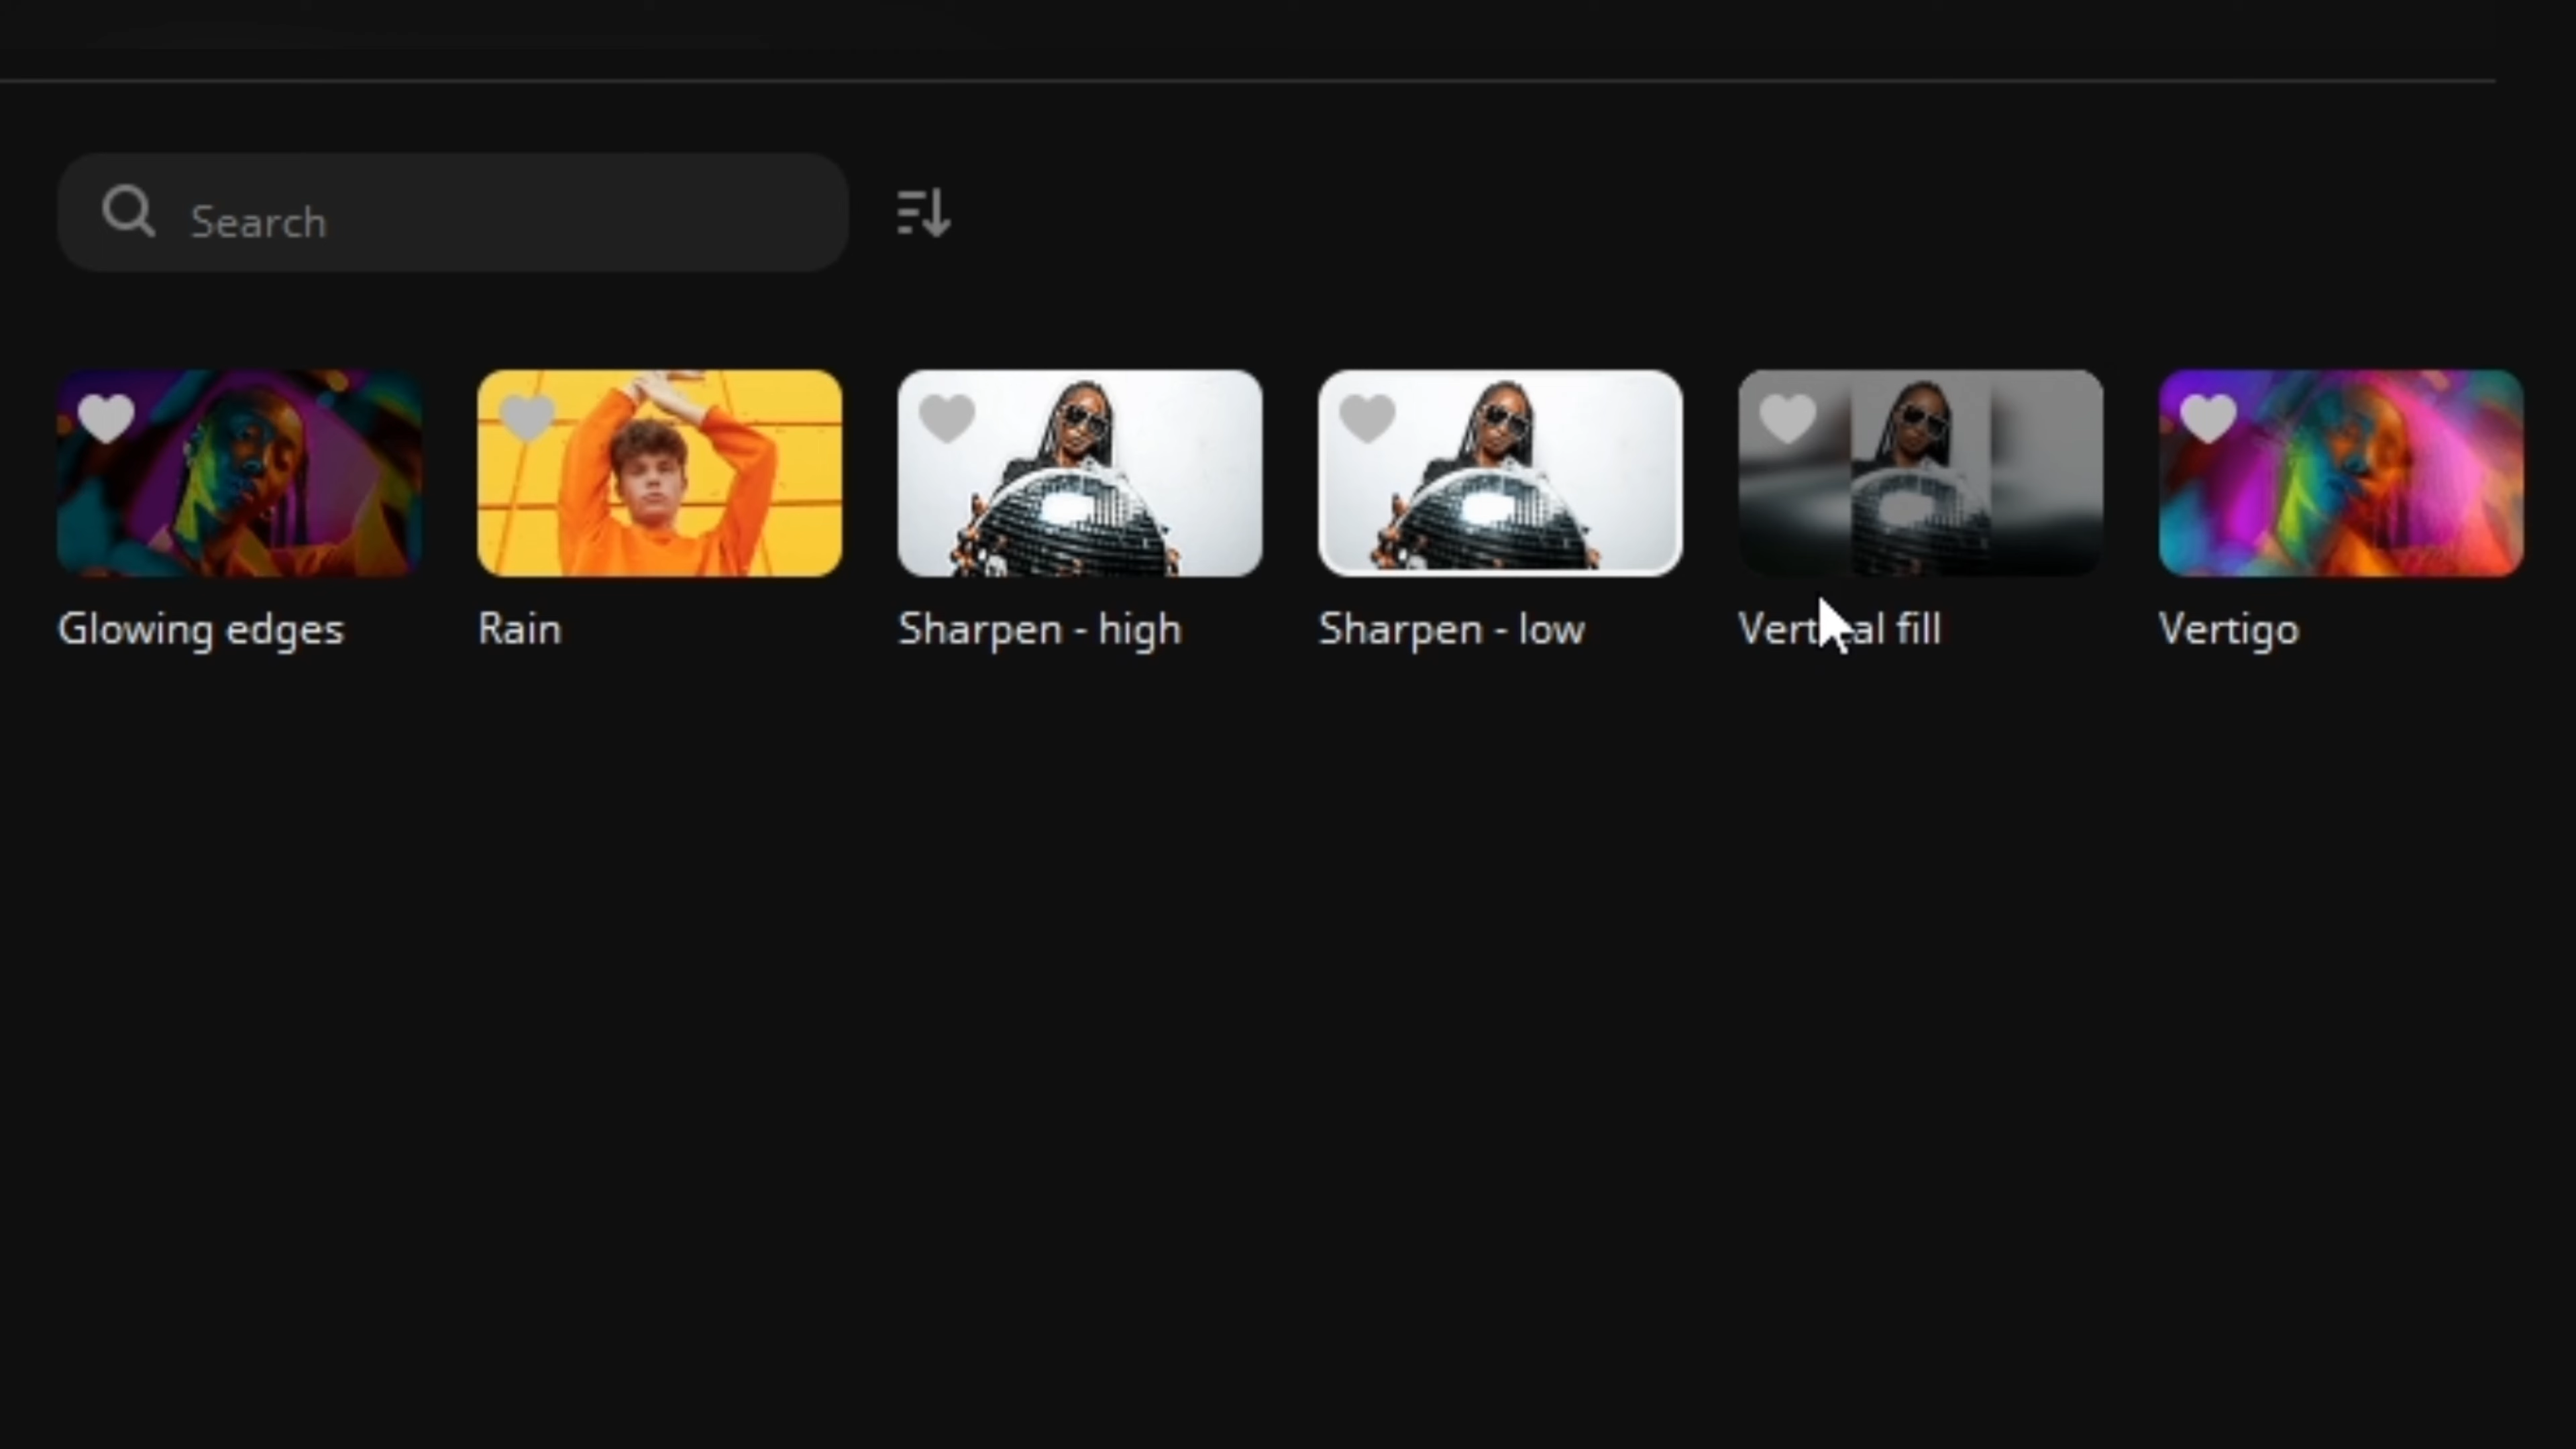 Search
Glowing edges
Rain
Sharpen - high
Sharpen - low
Vertical fill
Vertigo